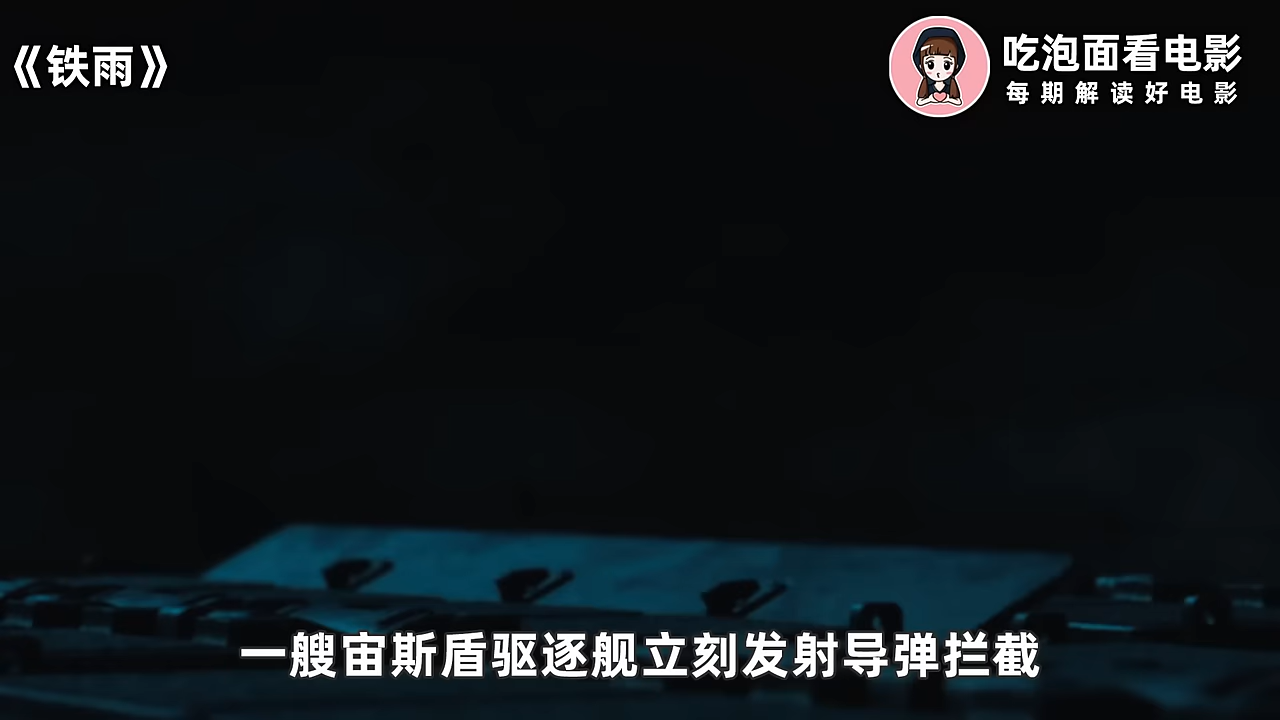 《铁雨》
吃泡面看电影
每期解读好电影
一艘宙斯盾驱逐舰立刻发射导弹拦截